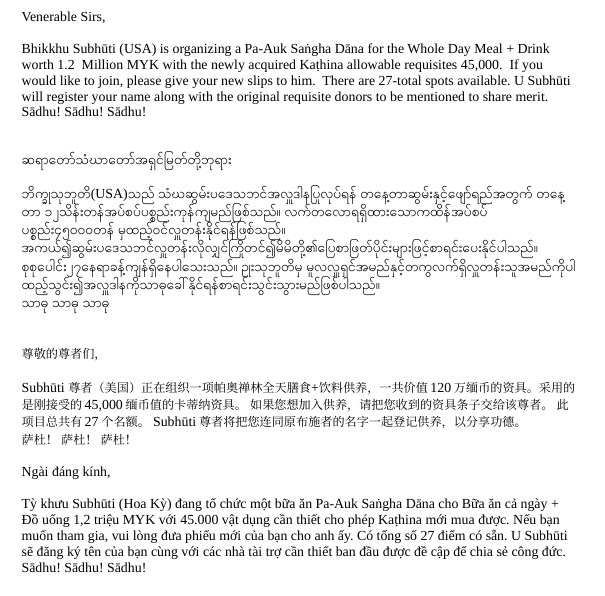 Venerable Sirs,
Bhikkhu Subhūti (USA) is organizing a Pa-Auk Saṅgha Dāna for the Whole Day Meal + Drink
worth 1.2  Million MYK with the newly acquired Kaṭhina allowable requisites 45,000.  If you
would like to join, please give your new slips to him.  There are 27-total spots available. U Subhūti
will register your name along with the original requisite donors to be mentioned to share merit.
Sādhu! Sādhu! Sādhu!
ဆရာတော်သံဃာတော်အရှင်မြတ်တို့ဘုရား
ဘိက္ခုသုဘူတိ(USA)သည် သံဃဆွမ်းပဒေသာဘင်အလှူဒါနပြုလုပ်ရန် တနေ့တာဆွမ်းနှင့်ဖျော်ရည်အတွက် တနေ့
တာ ၁၂သိန်းတန်အပ်စပ်ပစ္စည်းကုန်ကျမည်ဖြစ်သည်။ လက်တလောရရှိထားသောကထိန်အပ်စပ်
ပစ္စည်း၄၅၀၀၀တန် မှထည့်ဝင်လှူတန်းနိုင်ရန်ဖြစ်သည်။
အကယ်၍ဆွမ်းပဒေသာဘင်လှူတန်းလိုလျှင်ကြိုတင်၍မိမိတို့၏ပြေစာဖြတ်ပိုင်းများဖြင့်စာရင်းပေးနိုင်ပါသည်။
စုစုပေါင်း၂၇နေရာခန့်ကျန်ရှိနေပါသေးသည်။ ဥူးသုဘူတိမှ မူလလှူရှင်အမည်နှင့်တကွလက်ရှိလှူတန်းသူအမည်ကိုပါ
ထည့်သွင်း၍အလှူဒါနကိုသာဓုခေါ်နိုင်ရန်စာရင်းသွင်းသွားမည်ဖြစ်ပါသည်။
သာဓု သာဓု သာဓု
尊敬的尊者们,
Subhūti 尊者（美国）正在组织一项帕奥禅林全天膳食+饮料供养，一共价值 120 万缅币的资具。采用的
是刚接受的 45,000 缅币值的卡蒂纳资具。 如果您想加入供养，请把您收到的资具条子交给该尊者。 此
项目总共有 27 个名额。 Subhūti 尊者将把您连同原布施者的名字一起登记供养，以分享功德。
萨杜！ 萨杜！ 萨杜！
Ngài đáng kính,
Tỳ khưu Subhūti (Hoa Kỳ) đang tổ chức một bữa ăn Pa-Auk Saṅgha Dāna cho Bữa ăn cả ngày +
Đồ uống 1,2 triệu MYK với 45.000 vật dụng cần thiết cho phép Kaṭhina mới mua được. Nếu bạn
muốn tham gia, vui lòng đưa phiếu mới của bạn cho anh ấy. Có tổng số 27 điểm có sẵn. U Subhūti
sẽ đăng ký tên của bạn cùng với các nhà tài trợ cần thiết ban đầu được đề cập để chia sẻ công đức.
Sādhu! Sādhu! Sādhu!